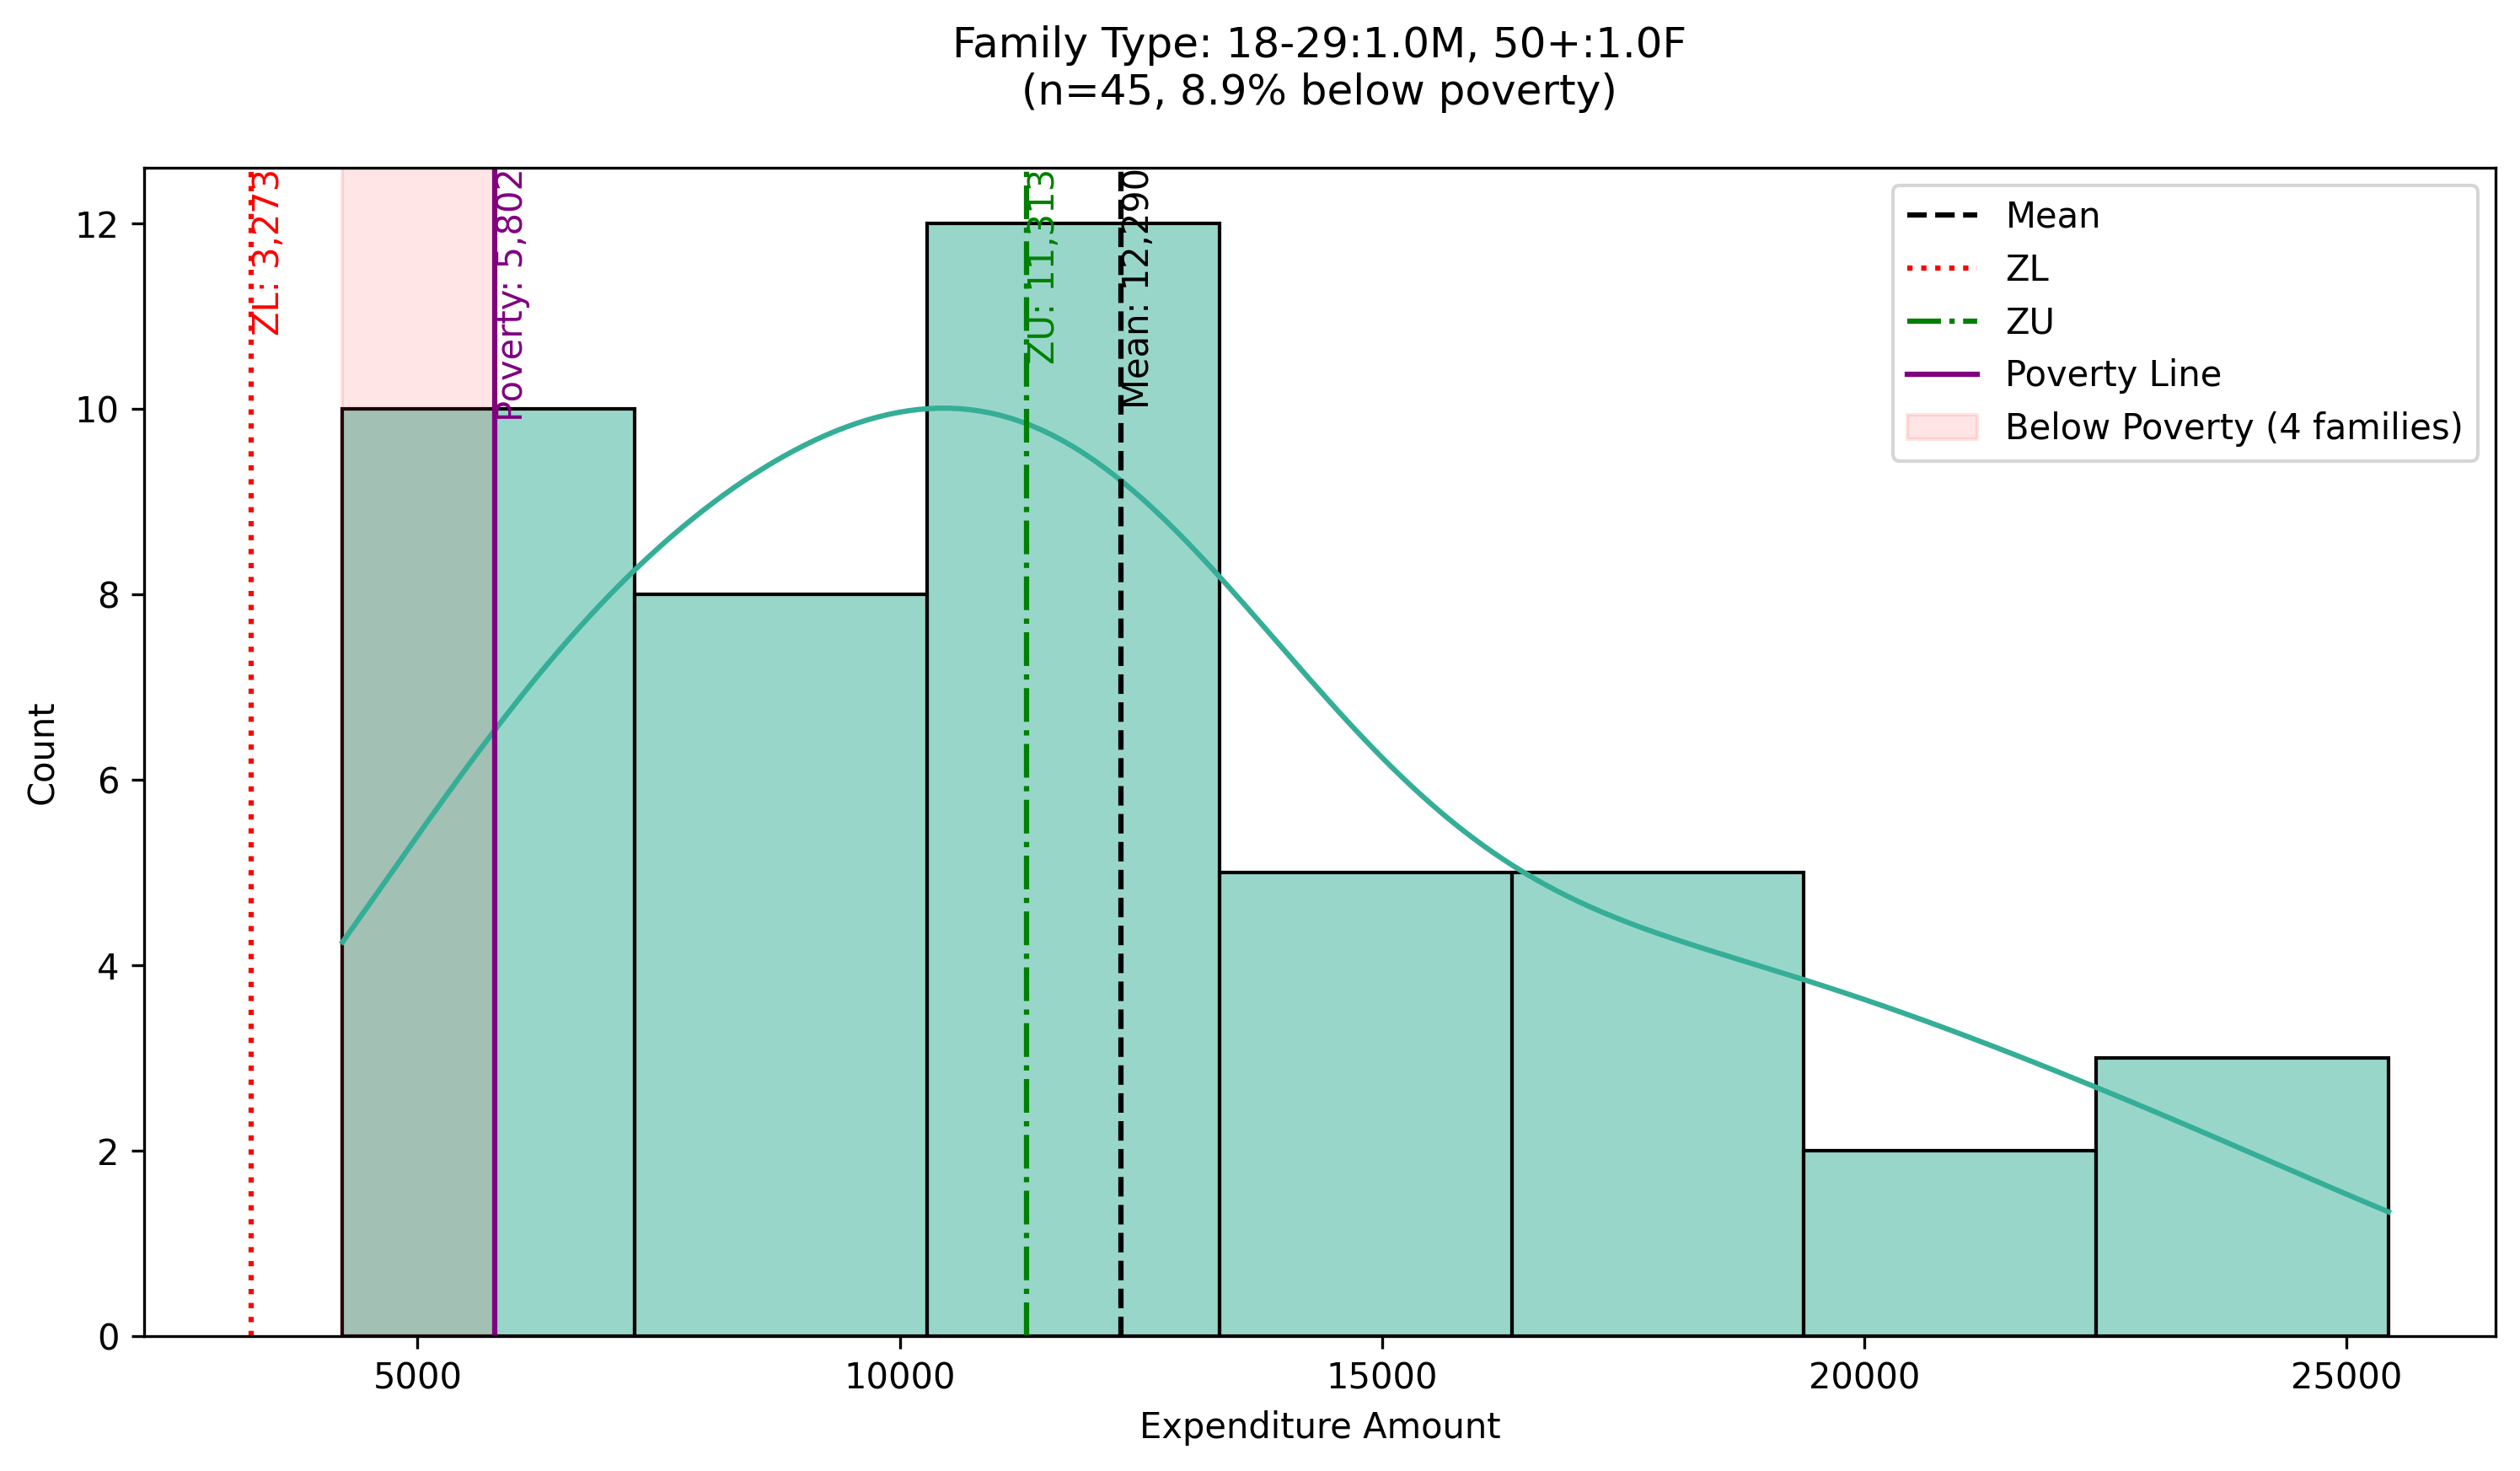 Family Type: 18-29:1.0M, 50+:1.0F
(n=45, 8.9% below poverty)
ZL: 3,273
Poverty: 5,802
ZU: 11,313
Mean: 12,290
Mean
ZL
ZU
Poverty Line
Below Poverty (4 families)
12
10
8
6
4
2
0
Count
5000
10000
15000
20000
25000
Expenditure Amount